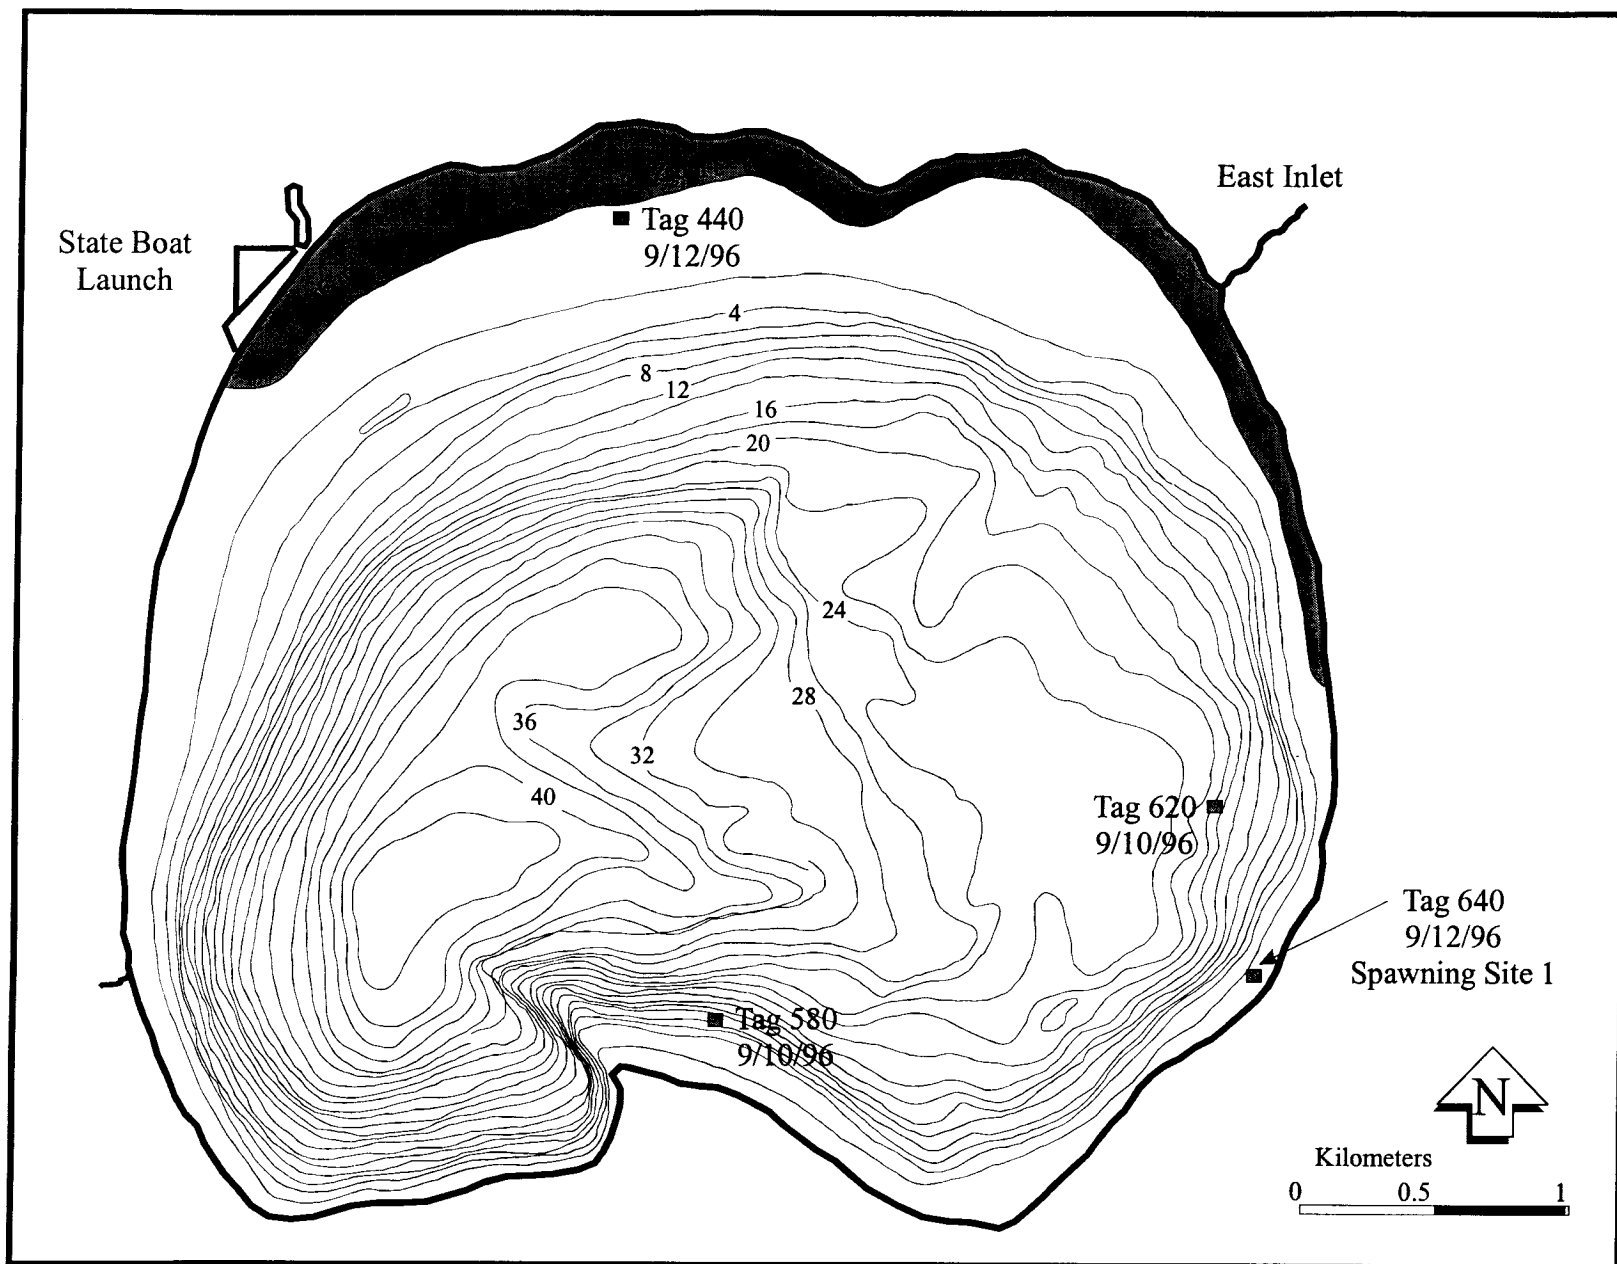 East Inlet
State Boat
Launch
Tag 440
9/12/96
4
8
12
16
20
24
28
36
32
40
Tag 620
9/10/96
Tag 640
9/12/96
Spawning Site 1
Tag 580
9/10/96
N
Kilometers
0 0.5 1